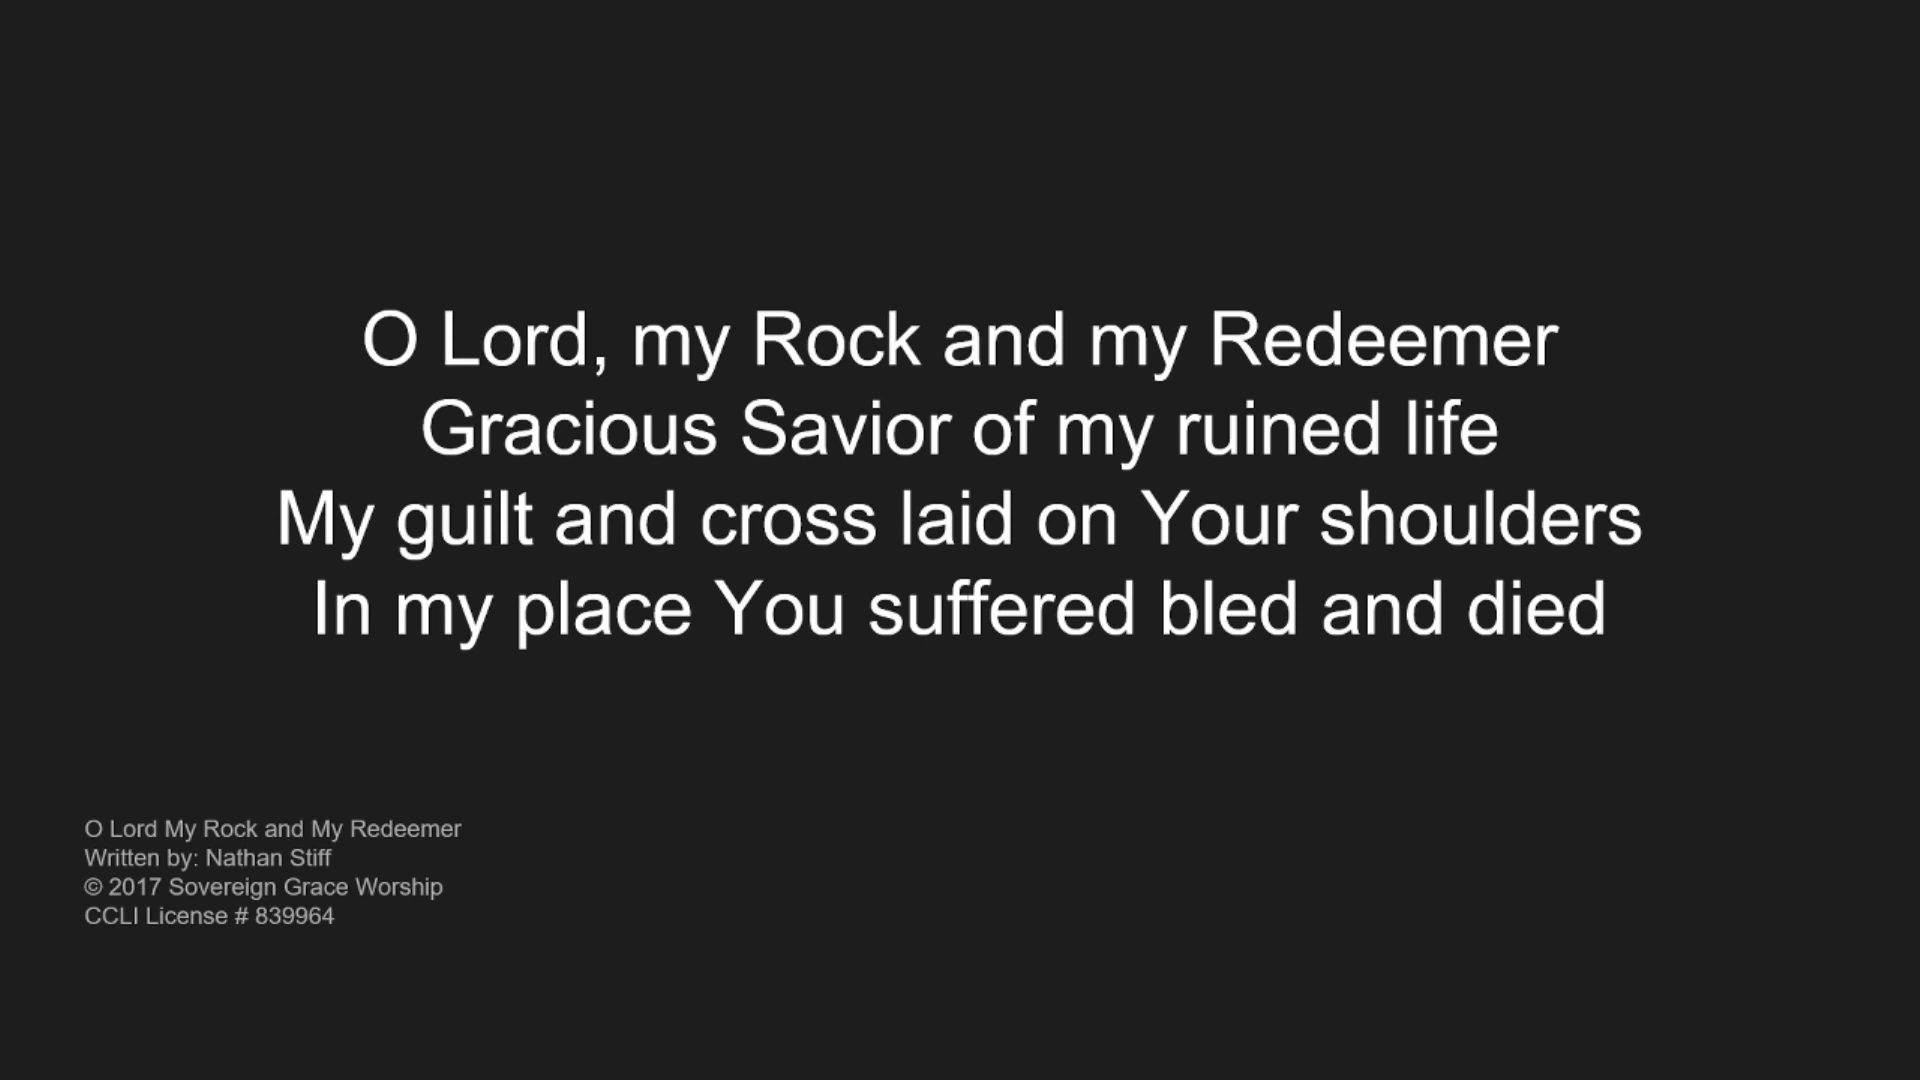 O Lord, my Rock and my Redeemer
Gracious Savior of my ruined life
My guilt and cross laid on Your shoulders
In my place You suffered bled and died
O Lord My Rock and My Redeemer
Written by: Nathan Stiff
© 2017 Sovereign Grace Worship
CCLI License # 839964